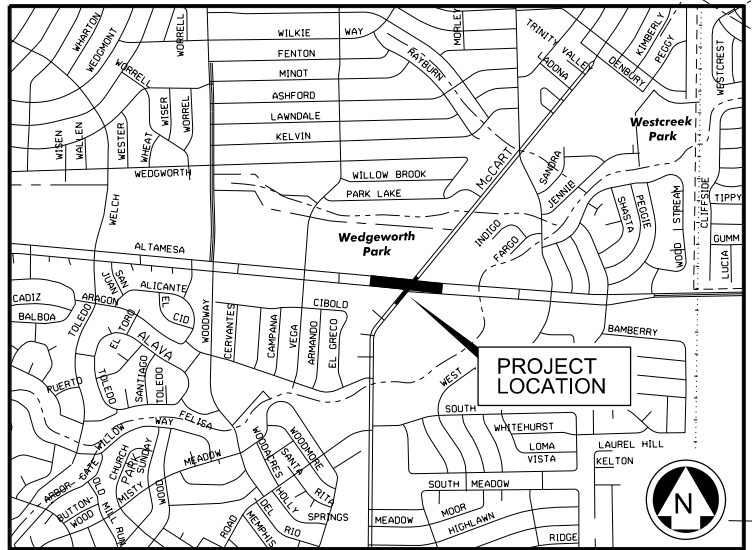 WHARTON
WEDGMONT
WORRELL
WILKIE WAY
FENTON
MINOT
ASHFORD
LAWNDALE
KELVIN
RAYBURN
MORLEY
TRINITY VALLEY
LADONA
DENBURY
KIMBERLY
PEGGY
WESTCREST
WORRELL
WISER
WORREL
WISEN
WALLEN
WESTER
WHEAT
WEDGWORTH
WILLOW BROOK
PARK LAKE
McCART
Westcreek
Park
SANDRA
JENNIE
INDIGO
FARGO
SHASTA
PEGGIE
WOOD STREAM
CLIFFSIDE
TIPPY
GUMM
LUCIA
WELCH
Wedgeworth
Park
ALTAMESA
SAN
JUAN
ALICANTE
CADIZ
ARAGON
BALBOA
TOLEDO
EL
CID
EL TORO
ALAVA
WOODWAY
CERVANTES
CAMPANA
VEGA
ARMANDO
EL GRECO
CIBOLD
PROJECT
LOCATION
BAMBERRY
PUERTO
TOLEDO
SANTIAGO
TOLEDO
FELISA
WAY
WILLOW
ARBOR GATE
WEST
SOUTH
WHITEHURST
LOMA
VISTA
LAUREL HILL
KELTON
CHURCH
PARK
SUNDAY
MISTY
MEADOW
WOOD
OLD MILL RUN
BUTTON-
WOOD
WOODACRES
WOODMORE
SANTA
RITA
HOLLY
SPRINGS
DEL
RIO
MEMPHIS
ROAD
SOUTH MEADOW
MEADOW
MOOR
HIGHLAWN
RIDGE
N